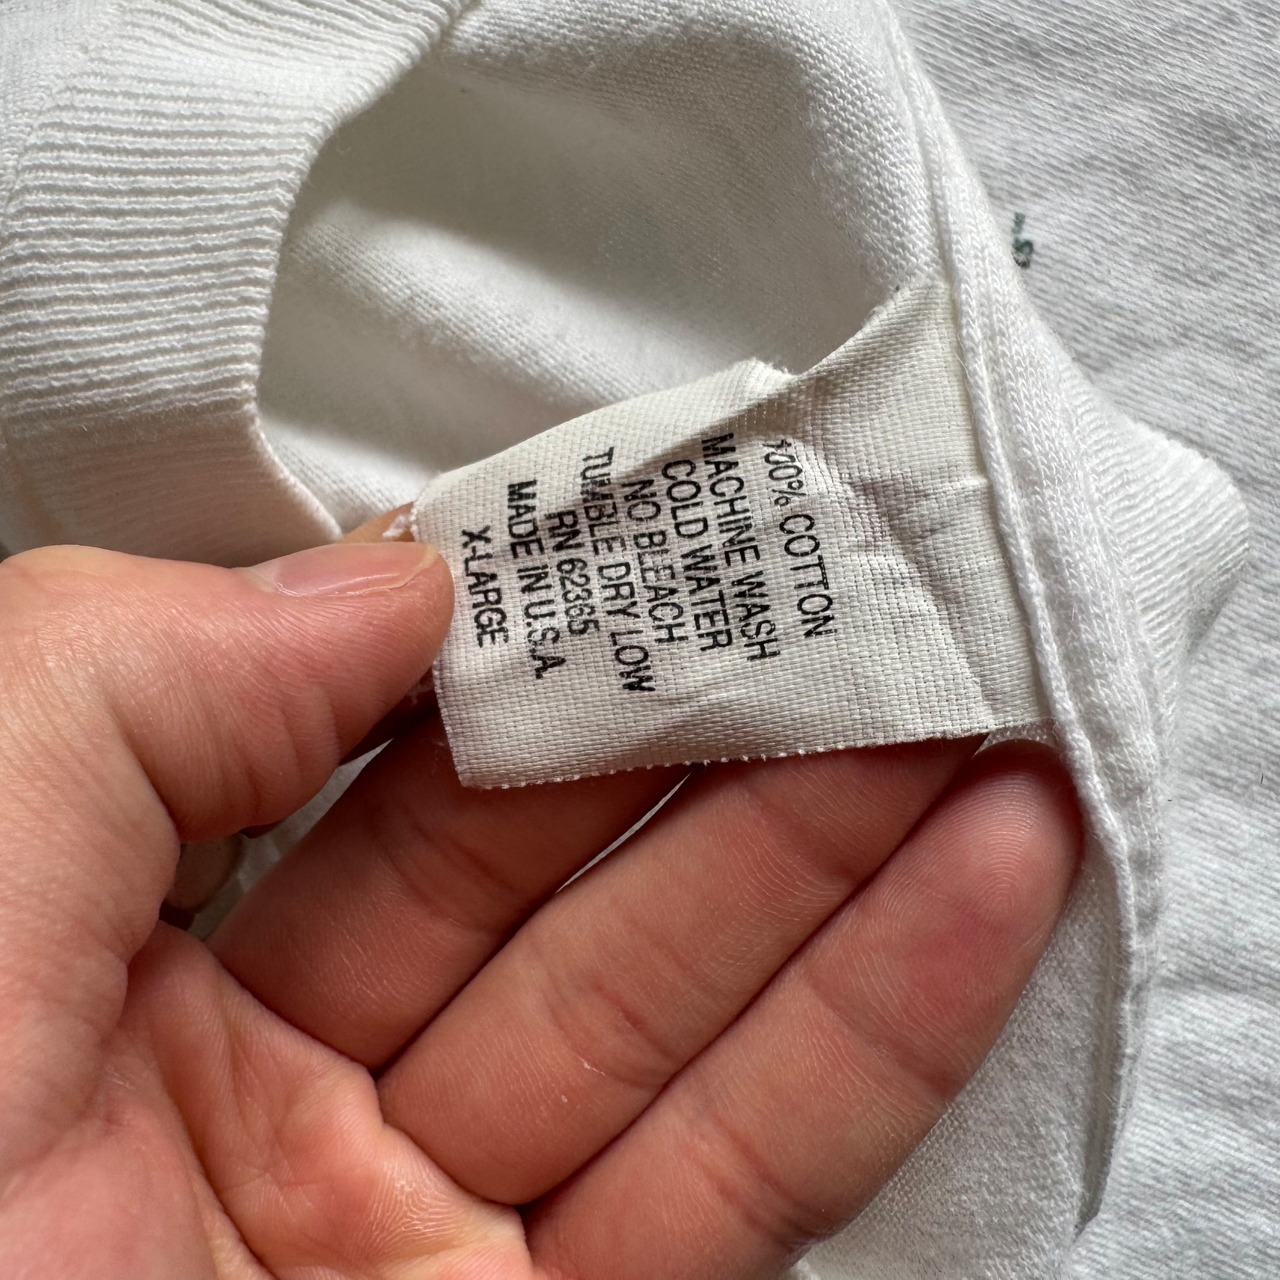 100% COTTON
MACHINE WASH
COLD WATER
NO BLEACH
TUMBLE DRY LOW
RN 62365
MADE IN U.S.A.
X-LARGE